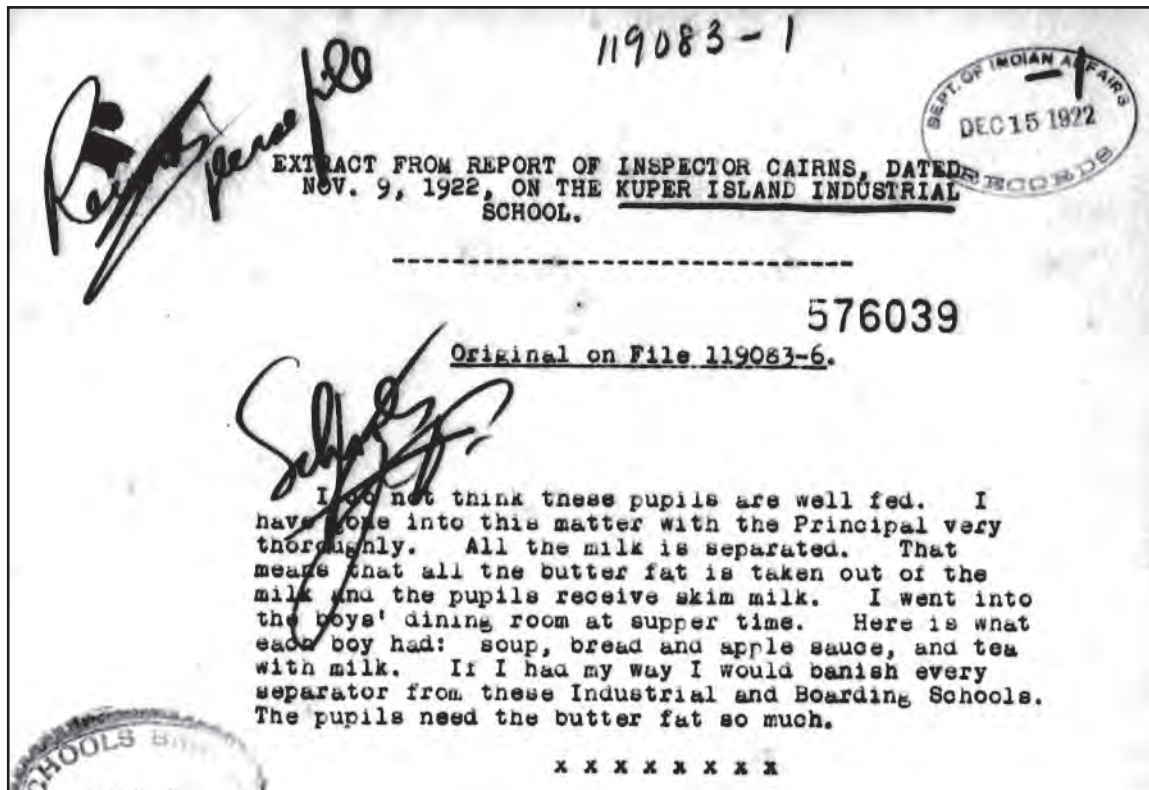 119083-1
please file
DEPT. OF INDIAN AFFAIRS
DEC 15 1922
RECORDS
EXTRACT FROM REPORT OF INSPECTOR CAIRNS, DATED
NOV. 9, 1922, ON THE KUPER ISLAND INDUSTRIAL
SCHOOL.
--------------------------------
576039
Original on File 119083-6.
Schools
I do not think these pupils are well fed. I
have gone into this matter with the Principal very
thoroughly. All the milk is separated. That
means that all the butter fat is taken out of the
milk and the pupils receive skim milk. I went into
the boys' dining room at supper time. Here is what
each boy had: soup, bread and apple sauce, and tea
with milk. If I had my way I would banish every
separator from these Industrial and Boarding Schools.
The pupils need the butter fat so much.
x x x x x x x x
SCHOOLS